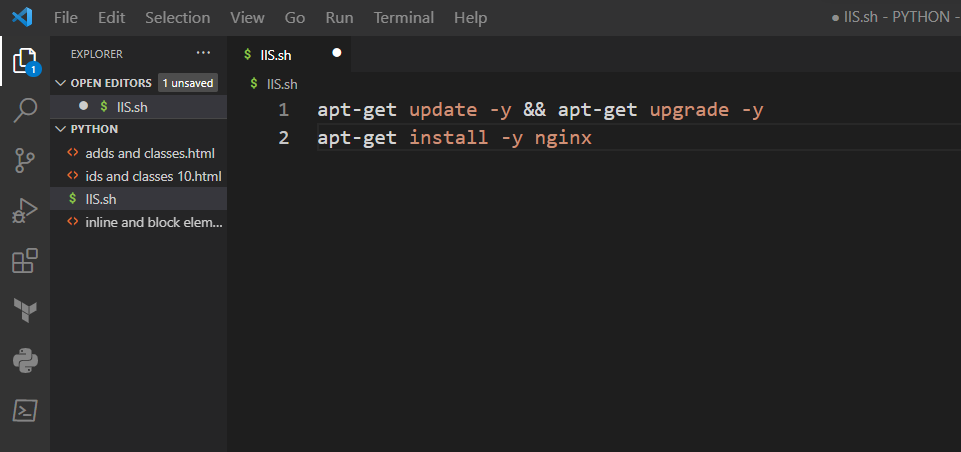 File Edit Selection View Go Run Terminal Help ● IIS.sh - PYTHON -
EXPLORER ···
1
OPEN EDITORS 1 unsaved
● $ IIS.sh
PYTHON
<> adds and classes.html
<> ids and classes 10.html
$ IIS.sh
<> inline and block elem...
$ IIS.sh ●
$ IIS.sh
1 apt-get update -y && apt-get upgrade -y
2 apt-get install -y nginx